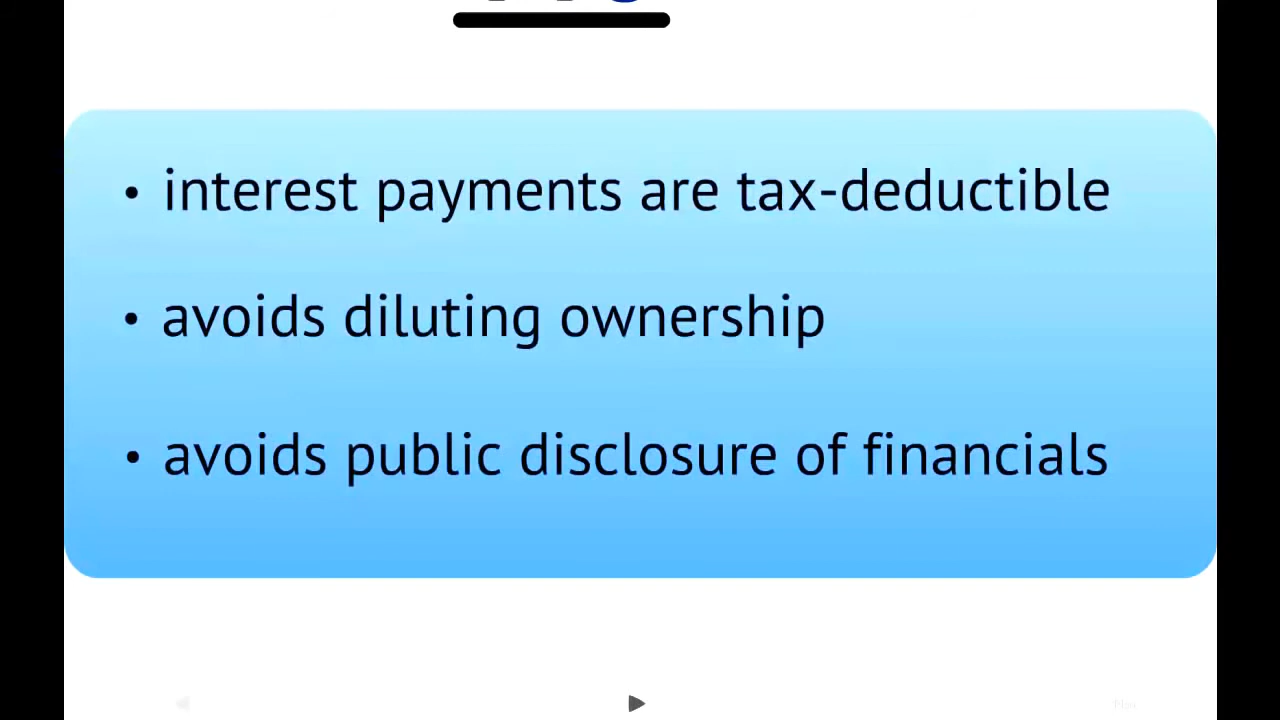 • interest payments are tax-deductible
• avoids diluting ownership
• avoids public disclosure of financials